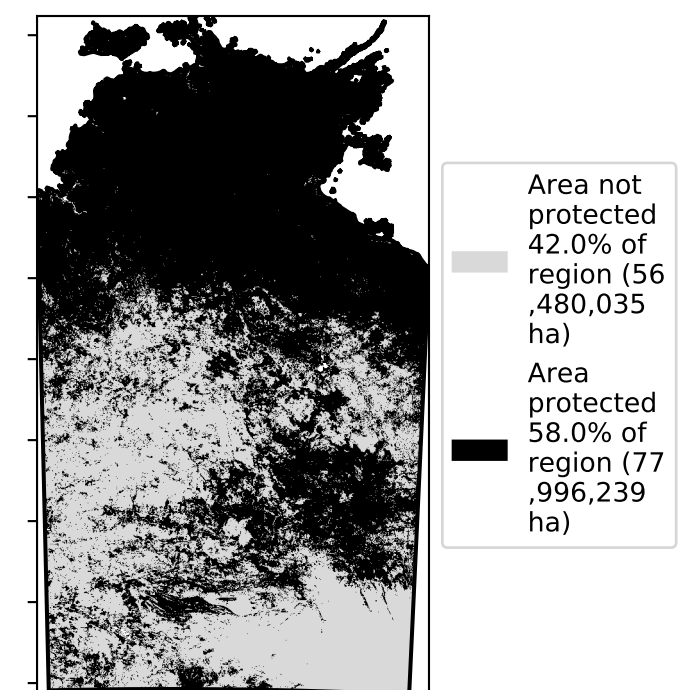 Area not
protected
42.0% of
region (56
,480,035
ha)
Area
protected
58.0% of
region (77
,996,239
ha)